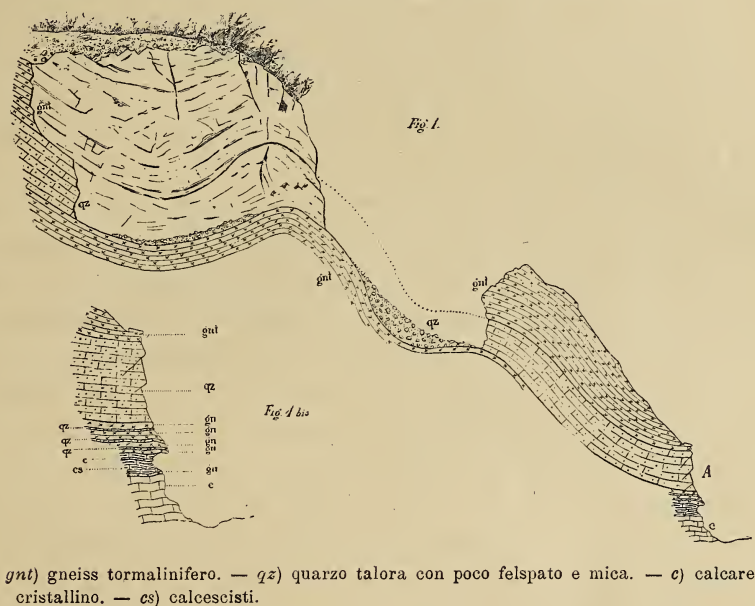 gnt
Fig. 1.
qz
gnt
gnt
qz
gnt
qz
Fig. 1 bis
gn
qz
gn
qz
gn
qz
gn
c
cs
gn
c
A
c
gnt) gneiss tormalinifero. — qz) quarzo talora con poco felspato e mica. — c) calcare
cristallino. — cs) calcescisti.